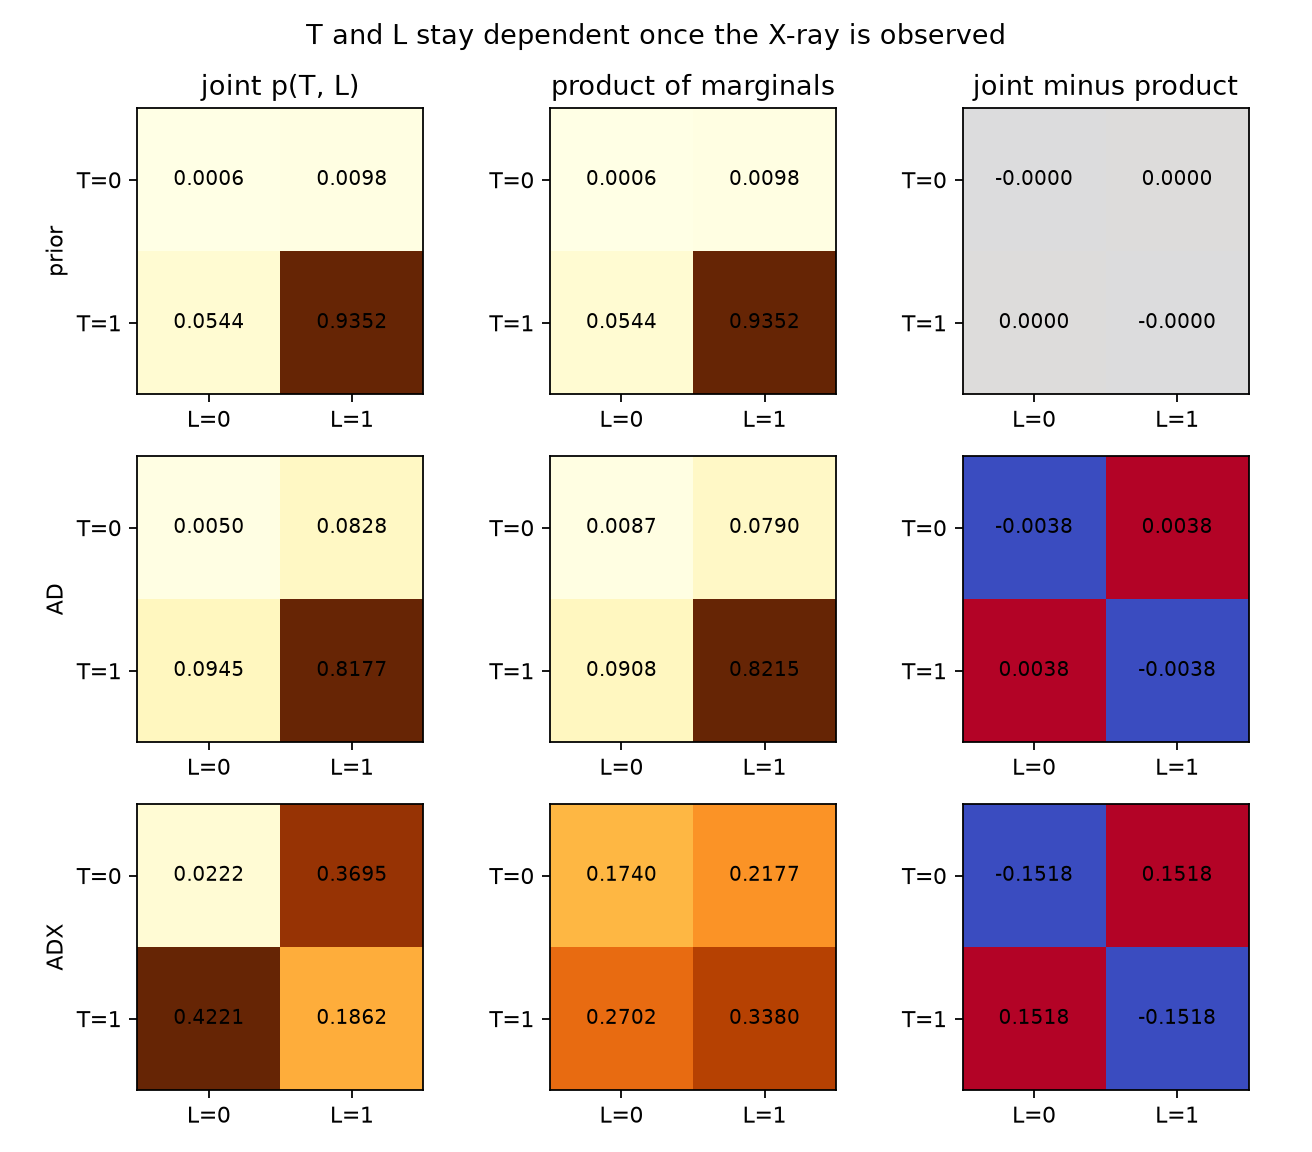 T and L stay dependent once the X-ray is observed
joint p(T, L)
product of marginals
joint minus product
prior
T=0
0.0006
0.0098
T=1
0.0544
0.9352
L=0
L=1
T=0
0.0006
0.0098
T=1
0.0544
0.9352
L=0
L=1
T=0
-0.0000
0.0000
T=1
0.0000
-0.0000
L=0
L=1
AD
T=0
0.0050
0.0828
T=1
0.0945
0.8177
L=0
L=1
T=0
0.0087
0.0790
T=1
0.0908
0.8215
L=0
L=1
T=0
-0.0038
0.0038
T=1
0.0038
-0.0038
L=0
L=1
ADX
T=0
0.0222
0.3695
T=1
0.4221
0.1862
L=0
L=1
T=0
0.1740
0.2177
T=1
0.2702
0.3380
L=0
L=1
T=0
-0.1518
0.1518
T=1
0.1518
-0.1518
L=0
L=1